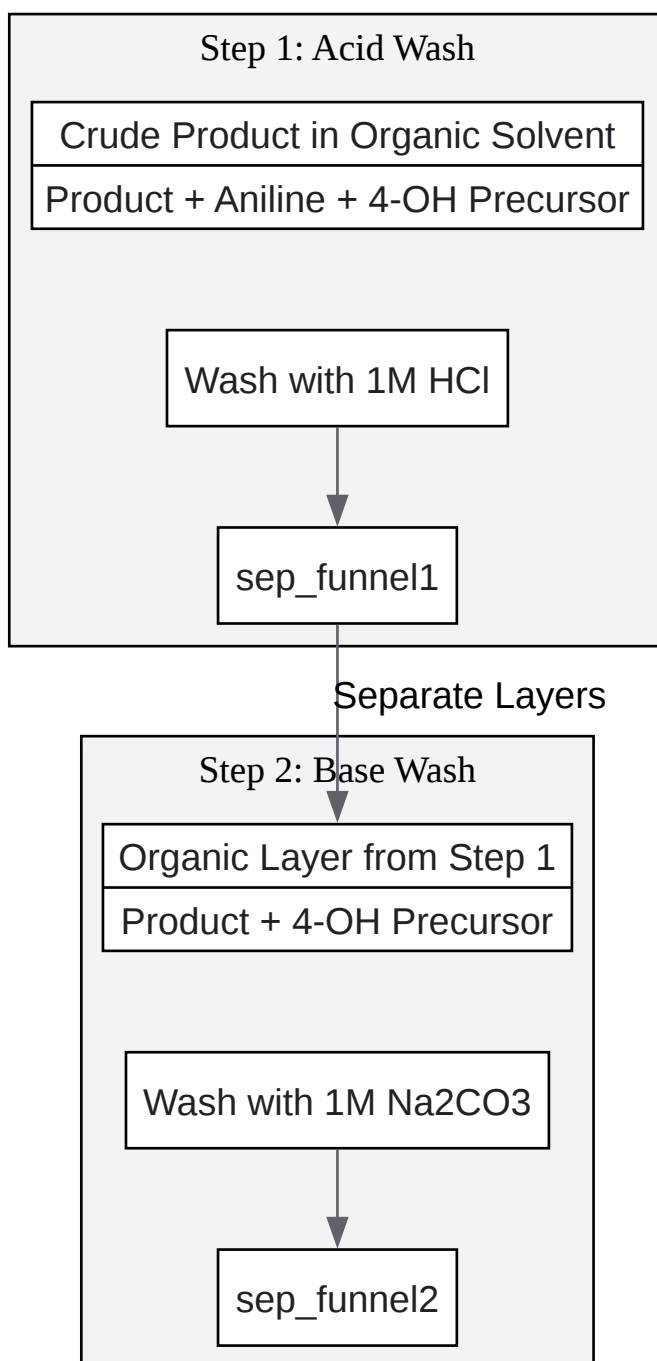 Step 1: Acid Wash
Crude Product in Organic Solvent
Product + Aniline + 4-OH Precursor
Wash with 1M HCl
sep_funnel1
Separate Layers
Step 2: Base Wash
Organic Layer from Step 1
Product + 4-OH Precursor
Wash with 1M Na2CO3
sep_funnel2